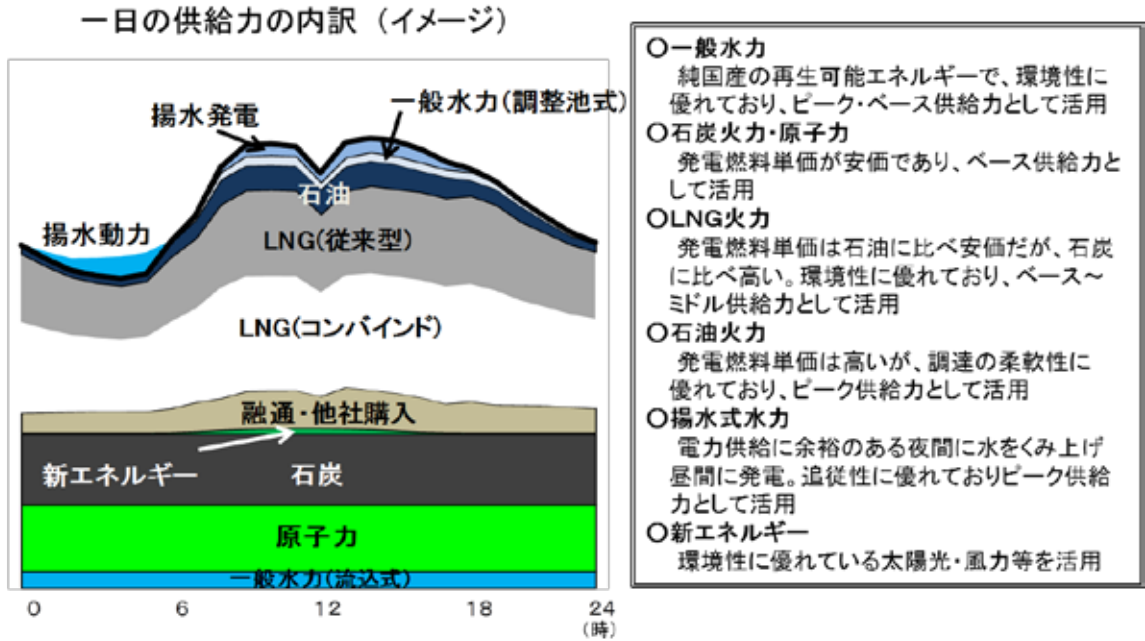 一日の供給力の内訳 （イメージ）
揚水発電
一般水力(調整池式)
石油
揚水動力
LNG(従来型)
LNG(コンバインド)
融通・他社購入
新エネルギー
石炭
原子力
一般水力(流込式)
0 6 12 18 24
(時)
〇一般水力
純国産の再生可能エネルギーで、環境性に
優れており、ピーク・ベース供給力として活用
〇石炭火力・原子力
発電燃料単価が安価であり、ベース供給力と
して活用
〇LNG火力
発電燃料単価は石油に比べ安価だが、石炭
に比べ高い。環境性に優れており、ベース～
ミドル供給力として活用
〇石油火力
発電燃料単価は高いが、調達の柔軟性に
優れており、ピーク供給力として活用
〇揚水式水力
電力供給に余裕のある夜間に水をくみ上げ
昼間に発電。追従性に優れておりピーク供給
力として活用
〇新エネルギー
環境性に優れている太陽光・風力等を活用